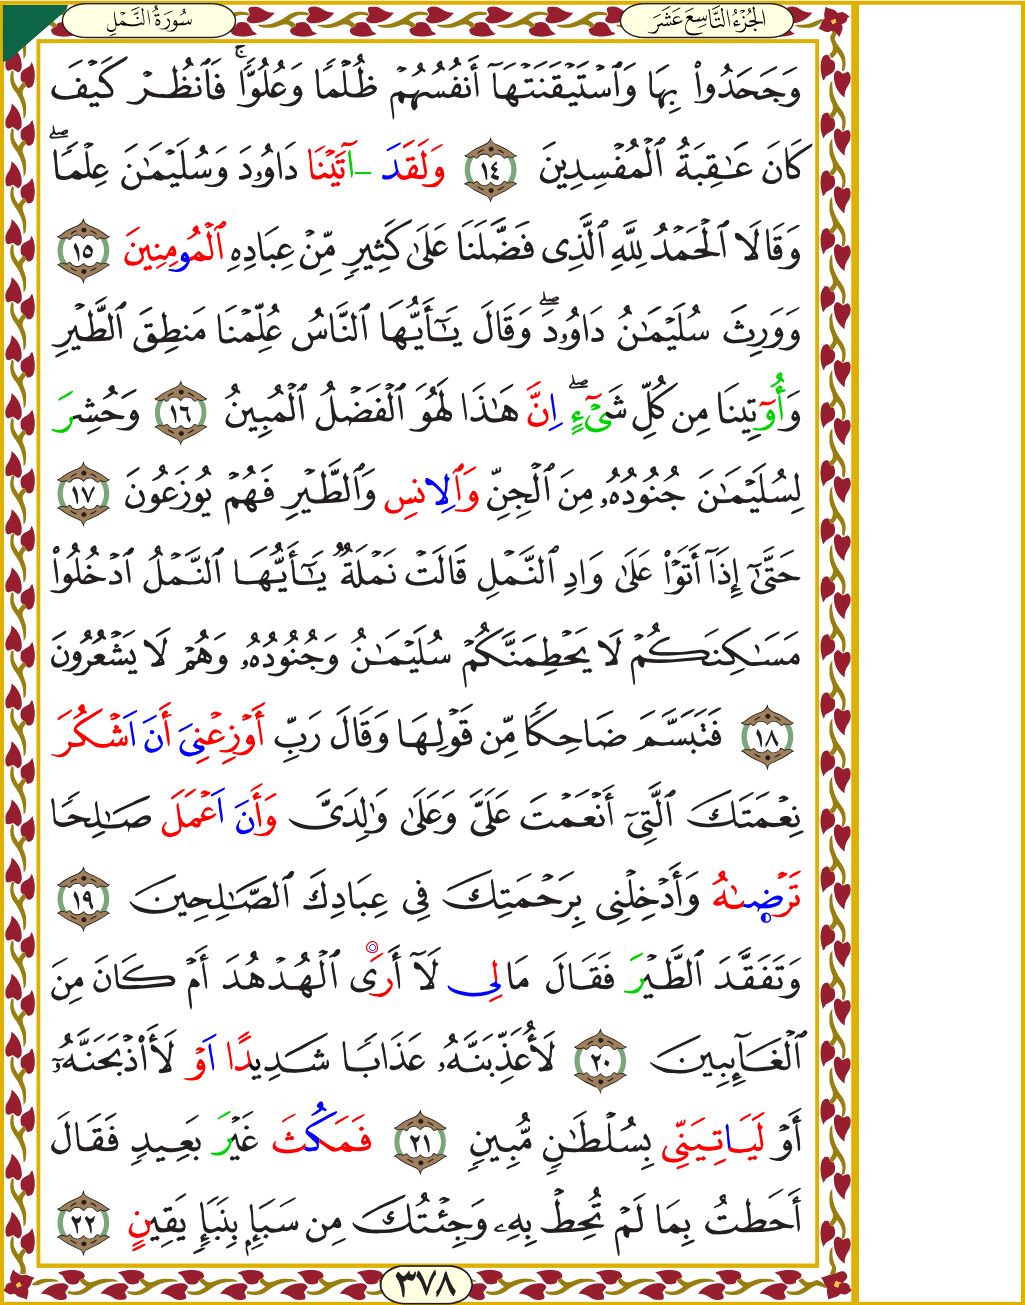 الجُزْءُ التَّاسِعَ عَشَرَ سُورَةُ النَّمْلِ
وَجَحَدُواْ بِهَا وَٱسْتَيْقَنَتْهَآ أَنفُسُهُمْ ظُلْمًا وَعُلُوًّاۚ فَٱنظُرْ كَيْفَ
كَانَ عَٰقِبَةُ ٱلْمُفْسِدِينَ ١٤ وَلَقَدَ اٰتَيْنَا دَاوُۥدَ وَسُلَيْمَٰنَ عِلْمًاۖ
وَقَالَا ٱلْحَمْدُ لِلَّهِ ٱلَّذِى فَضَّلَنَا عَلَىٰ كَثِيرٍ مِّنْ عِبَادِهِ ٱلْمُومِنِينَ ١٥
وَوَرِثَ سُلَيْمَٰنُ دَاوُۥدَۖ وَقَالَ يَٰٓأَيُّهَا ٱلنَّاسُ عُلِّمْنَا مَنطِقَ ٱلطَّيْرِ
وَأُوتِينَا مِن كُلِّ شَىْءٍۖ اِنَّ هَٰذَا لَهُوَ ٱلْفَضْلُ ٱلْمُبِينُ ١٦ وَحُشِرَ
لِسُلَيْمَٰنَ جُنُودُهُۥ مِنَ ٱلْجِنِّ وَٱلِانسِ وَٱلطَّيْرِ فَهُمْ يُوزَعُونَ ١٧
حَتَّىٰٓ إِذَآ أَتَوْاْ عَلَىٰ وَادِ ٱلنَّمْلِ قَالَتْ نَمْلَةٌ يَٰٓأَيُّهَا ٱلنَّمْلُ ٱدْخُلُواْ
مَسَٰكِنَكُمْ لَا يَحْطِمَنَّكُمْ سُلَيْمَٰنُ وَجُنُودُهُۥ وَهُمْ لَا يَشْعُرُونَ
١٨ فَتَبَسَّمَ ضَاحِكًا مِّن قَوْلِهَا وَقَالَ رَبِّ أَوْزِعْنِىَ أَنَ اَشْكُرَ
نِعْمَتَكَ ٱلَّتِىٓ أَنْعَمْتَ عَلَىَّ وَعَلَىٰ وَٰلِدَىَّ وَأَنَ اَعْمَلَ صَٰلِحًا
تَرْضِىٰهُ وَأَدْخِلْنِى بِرَحْمَتِكَ فِى عِبَادِكَ ٱلصَّٰلِحِينَ ١٩
وَتَفَقَّدَ ٱلطَّيْرَ فَقَالَ مَا لِى لَآ أَرَى ٱلْهُدْهُدَ أَمْ كَانَ مِنَ
ٱلْغَآئِبِينَ ٢٠ لَأُعَذِّبَنَّهُۥ عَذَابًا شَدِيدًا اَوْ لَأَاْذْبَحَنَّهُۥٓ
أَوْ لَيَاتِيَنِّى بِسُلْطَٰنٍ مُّبِينٍ ٢١ فَمَكُثَ غَيْرَ بَعِيدٍ فَقَالَ
أَحَطتُ بِمَا لَمْ تُحِطْ بِهِۦ وَجِئْتُكَ مِن سَبَإٍ بِنَبَإٍ يَقِينٍ ٢٢
٣٧٨